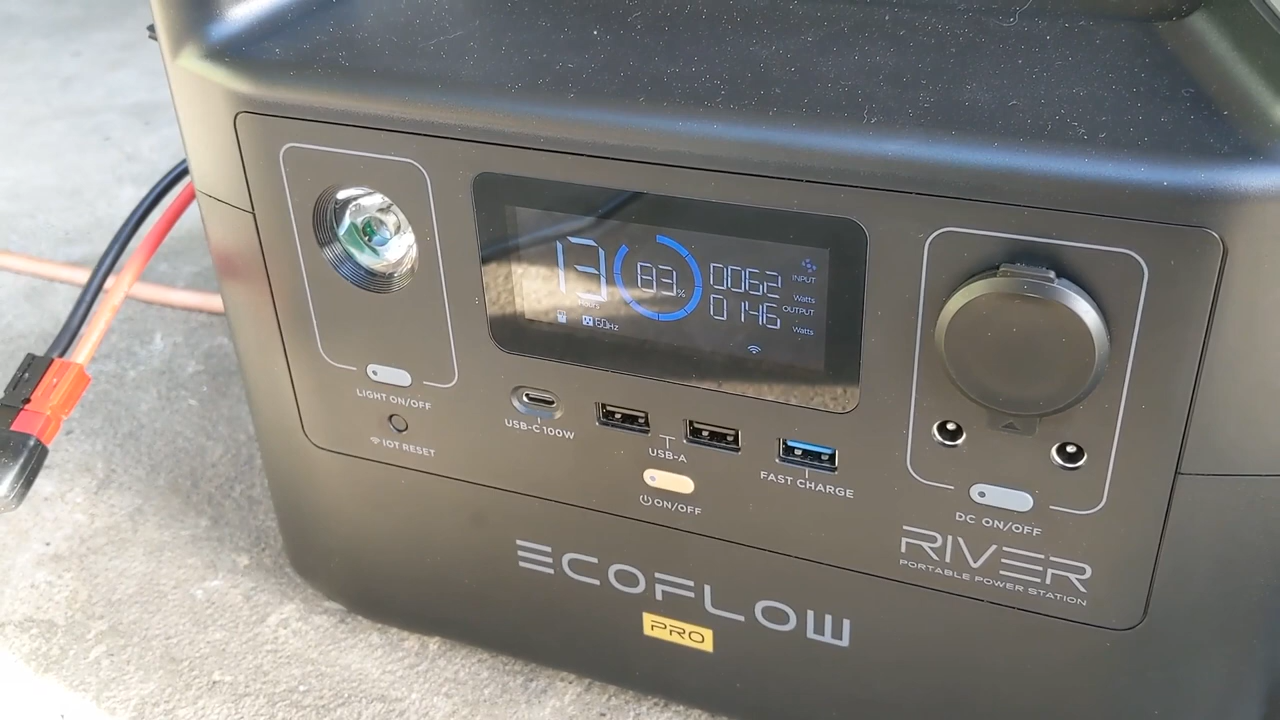 13
Hours
83%
0062
INPUT
Watts
0146
OUTPUT
Watts
60Hz
LIGHT ON/OFF
IOT RESET
USB-C 100W
USB-A
FAST CHARGE
ON/OFF
DC ON/OFF
RIVER
PORTABLE POWER STATION
ECOFLOW
PRO